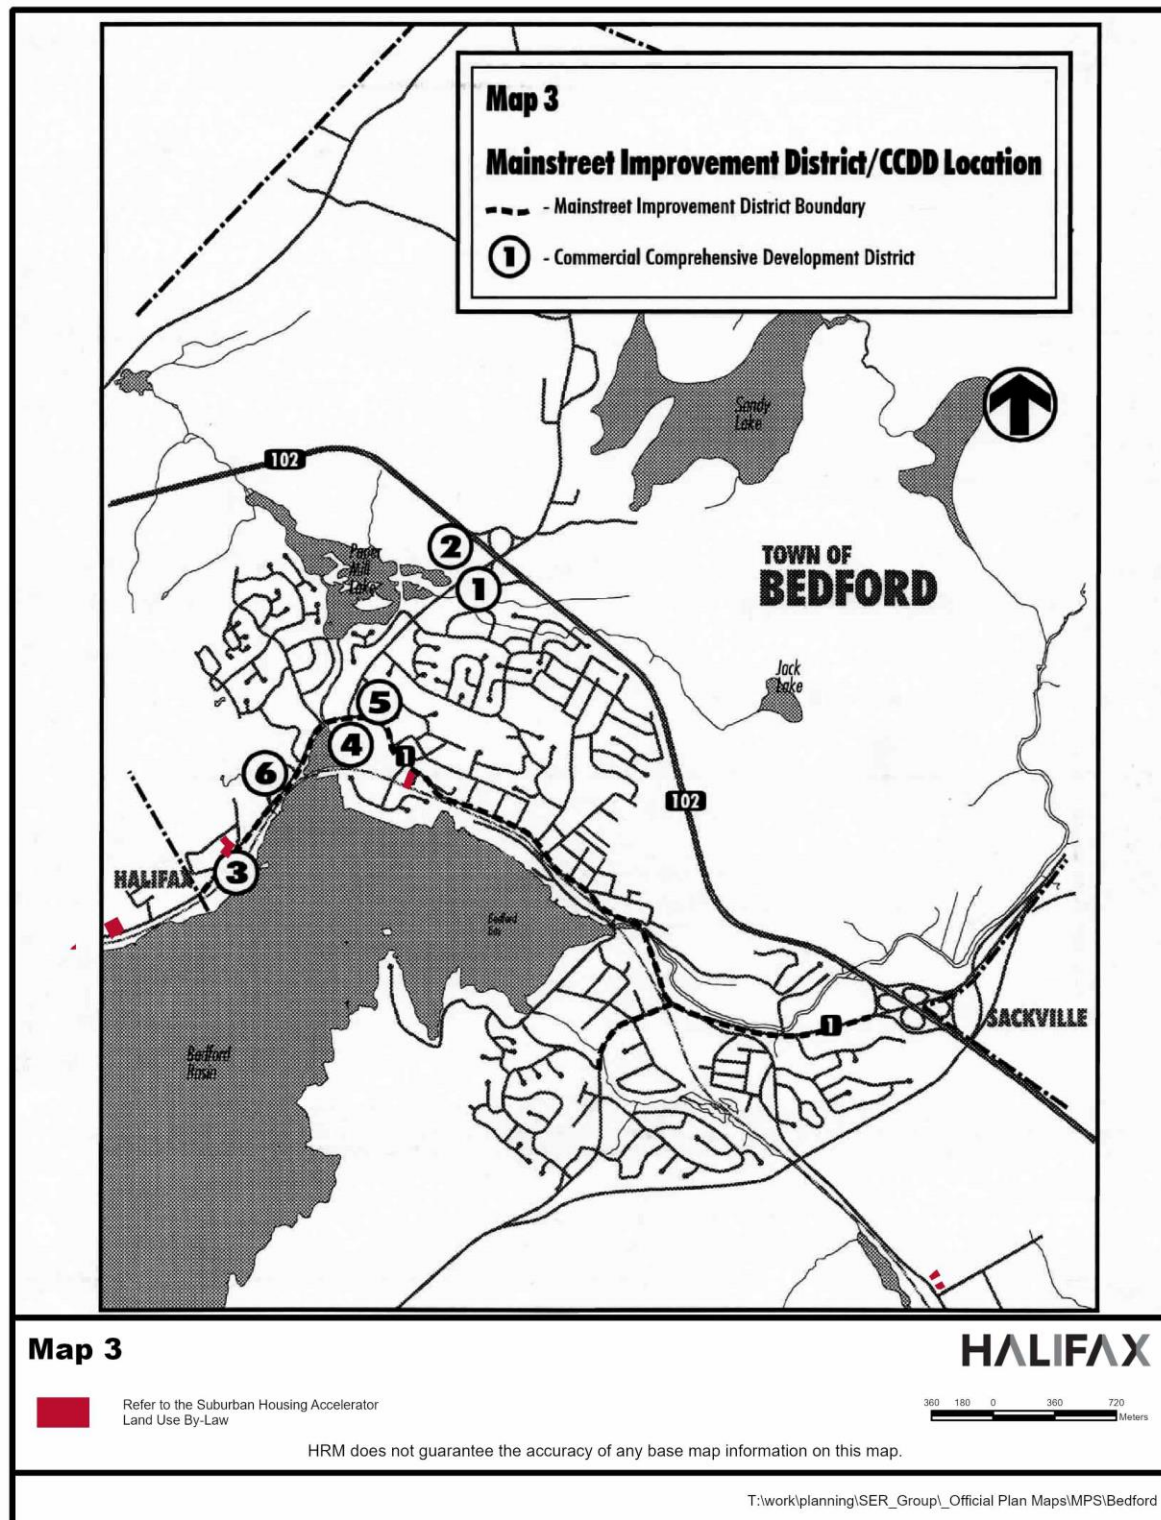 Map 3
Mainstreet Improvement District/CCDD Location
- Mainstreet Improvement District Boundary
1 - Commercial Comprehensive Development District
Sandy
Lake
102
2
Paper
Mill
Lake
1
TOWN OF
BEDFORD
Jack
Lake
5
4
1
6
102
HALIFAX
3
Bedford
Bay
1
SACKVILLE
Bedford
Basin
Map 3
HALIFAX
Refer to the Suburban Housing Accelerator
Land Use By-Law
360 180 0 360 720
Meters
HRM does not guarantee the accuracy of any base map information on this map.
T:\work\planning\SER_Group\_Official Plan Maps\MPS\Bedford